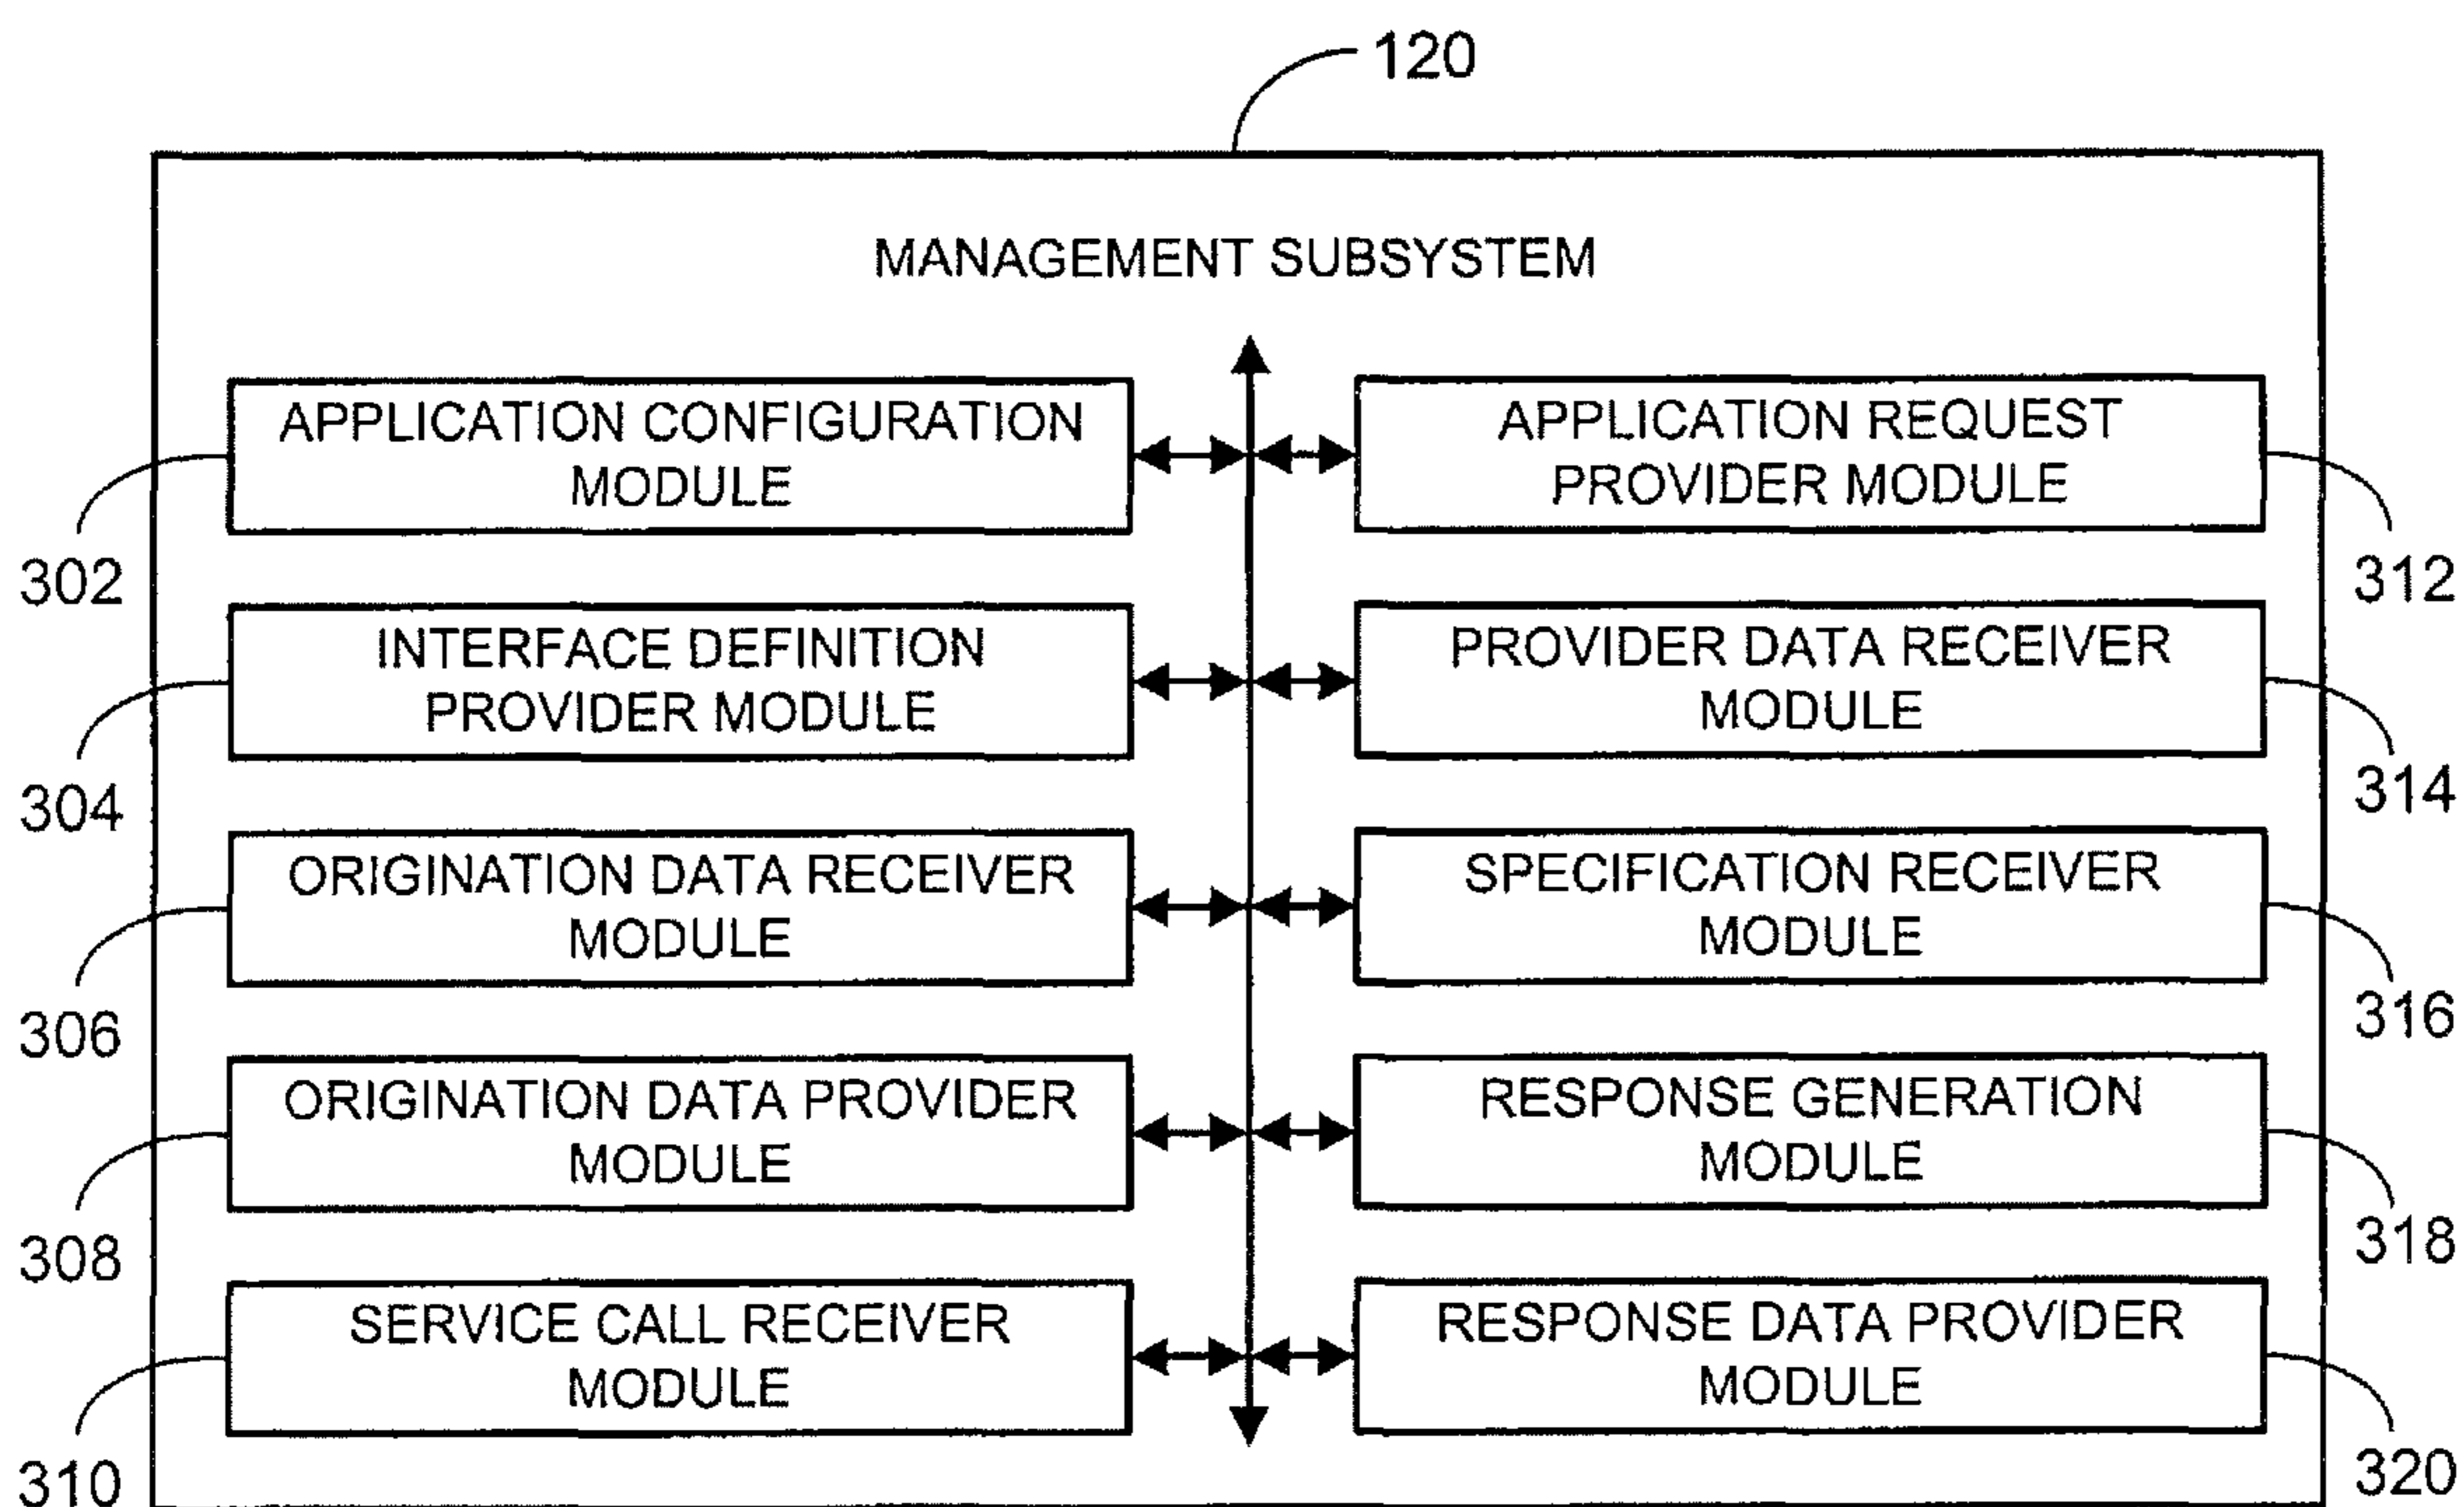 120
MANAGEMENT SUBSYSTEM
APPLICATION CONFIGURATION
MODULE
302
INTERFACE DEFINITION
PROVIDER MODULE
304
ORIGINATION DATA RECEIVER
MODULE
306
ORIGINATION DATA PROVIDER
MODULE
308
SERVICE CALL RECEIVER
MODULE
310
APPLICATION REQUEST
PROVIDER MODULE
312
PROVIDER DATA RECEIVER
MODULE
314
SPECIFICATION RECEIVER
MODULE
316
RESPONSE GENERATION
MODULE
318
RESPONSE DATA PROVIDER
MODULE
320